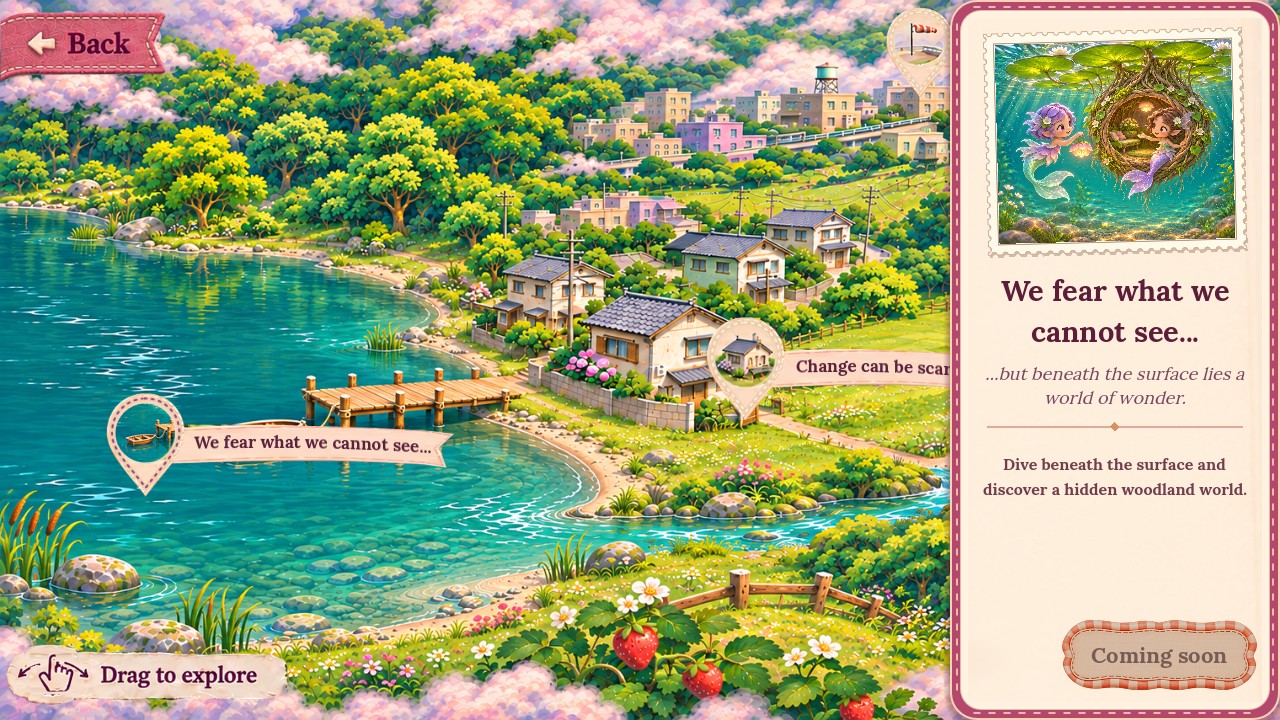 Back
Change can be scar
We fear what we cannot see...
Drag to explore
We fear what we
cannot see...
...but beneath the surface lies a
world of wonder.
Dive beneath the surface and
discover a hidden woodland world.
Coming soon